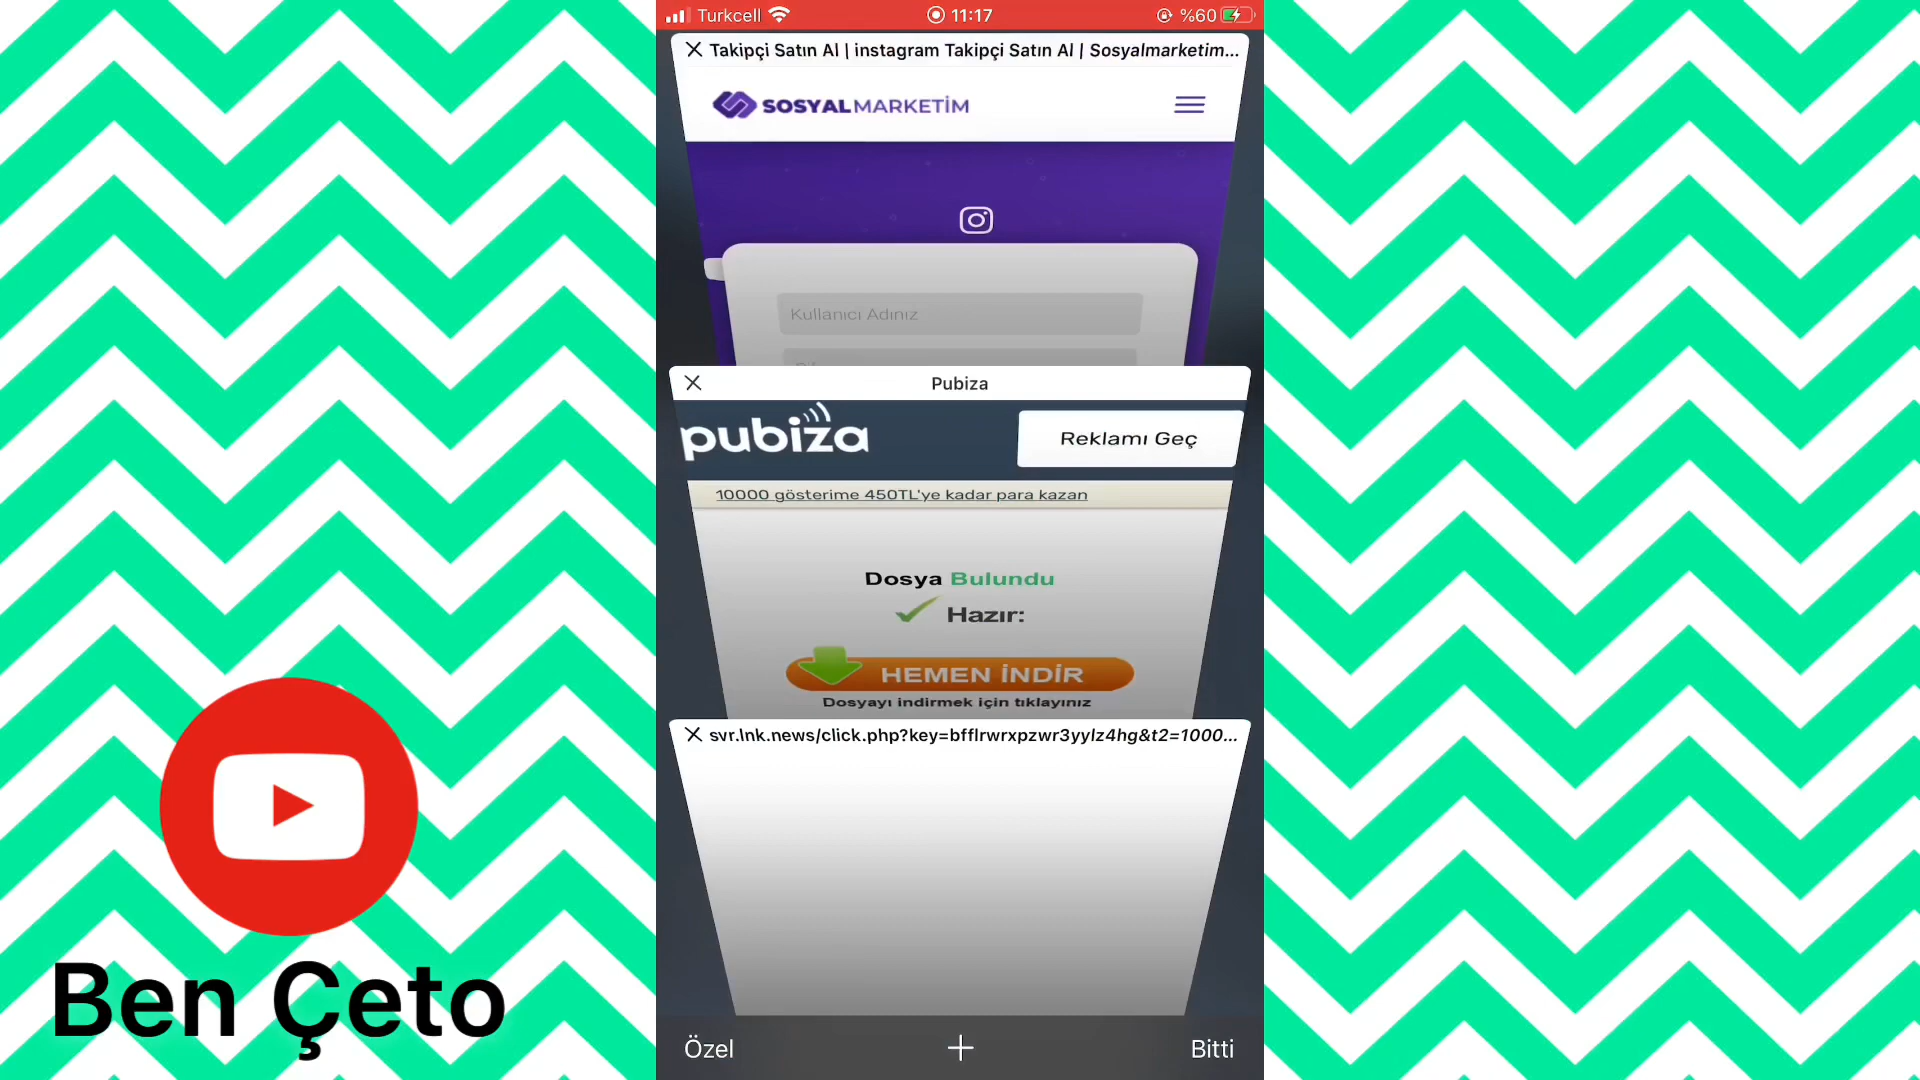 Turkcell
11:17
%60
Takipçi Satın Al | instagram Takipçi Satın Al | Sosyalmarketim...
SOSYALMARKETİM
Kullanıcı Adınız
Pubiza
pubiza
Reklamı Geç
10000 gösterime 450TL'ye kadar para kazan
Dosya Bulundu
Hazır:
HEMEN İNDİR
Dosyayı indirmek için tıklayınız
svr.lnk.news/click.php?key=bfflrwrxpzwr3yylz4hg&t2=1000...
Ben Çeto
Özel
Bitti